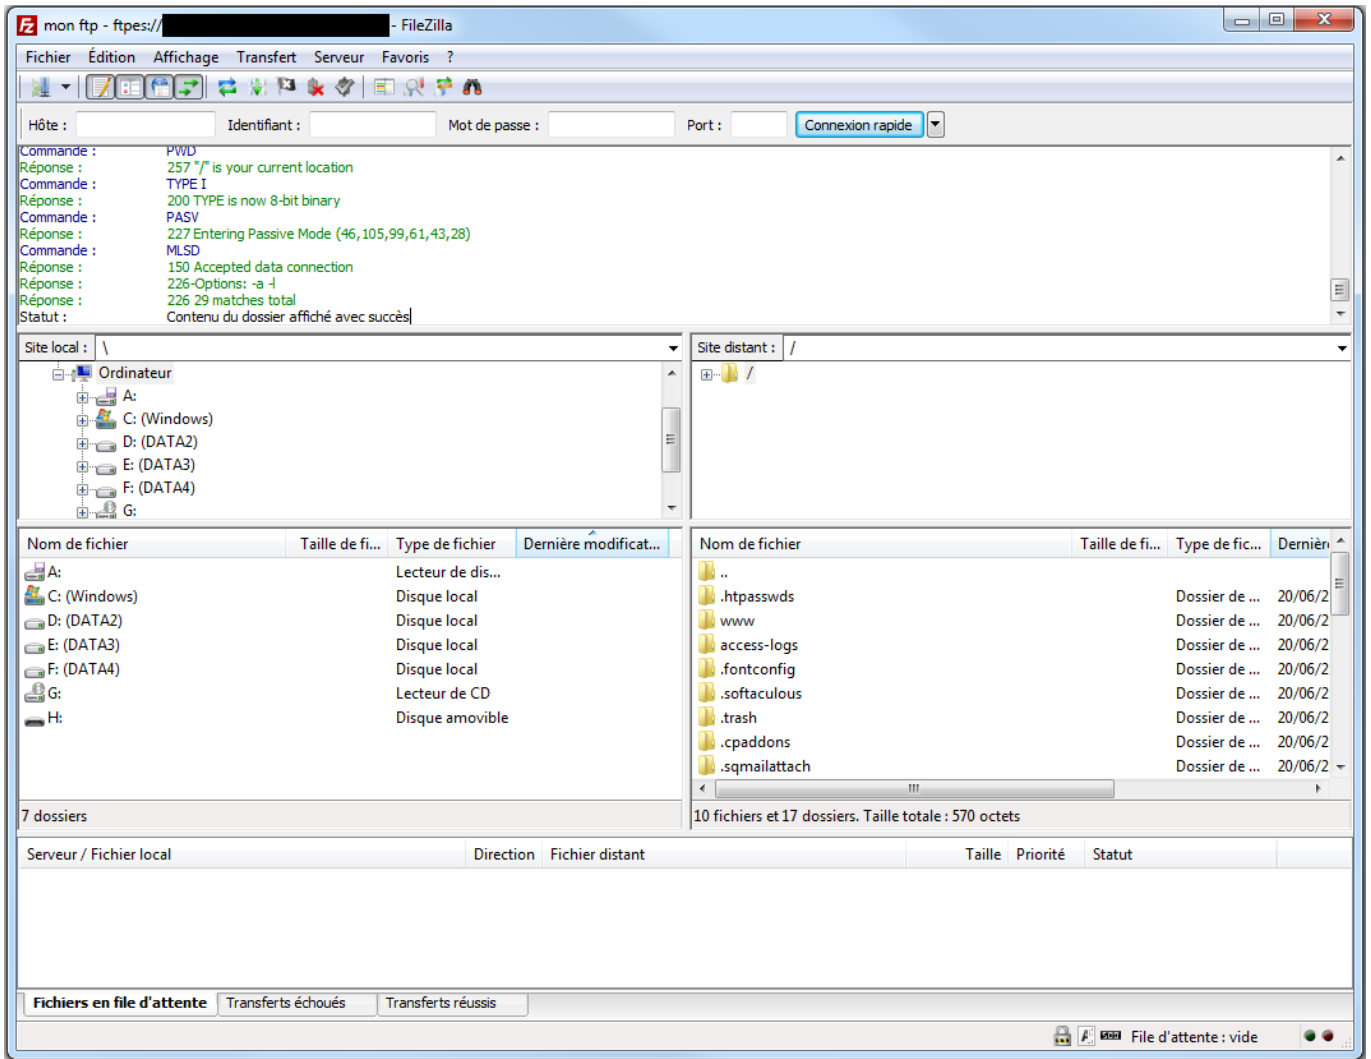 mon ftp - ftpes:// - FileZilla
Fichier Édition Affichage Transfert Serveur Favoris ?
Hôte : Identifiant : Mot de passe : Port : Connexion rapide
Commande : PWD
Réponse : 257 "/" is your current location
Commande : TYPE I
Réponse : 200 TYPE is now 8-bit binary
Commande : PASV
Réponse : 227 Entering Passive Mode (46,105,99,61,43,28)
Commande : MLSD
Réponse : 150 Accepted data connection
Réponse : 226-Options: -a -l
Réponse : 226 29 matches total
Statut : Contenu du dossier affiché avec succès
Site local : \
Ordinateur
A:
C: (Windows)
D: (DATA2)
E: (DATA3)
F: (DATA4)
G:
Site distant : /
/
Nom de fichier Taille de fi... Type de fichier Dernière modificat...
A: Lecteur de dis...
C: (Windows) Disque local
D: (DATA2) Disque local
E: (DATA3) Disque local
F: (DATA4) Disque local
G: Lecteur de CD
H: Disque amovible
7 dossiers
Nom de fichier Taille de fi... Type de fic... Dernièr
..
.htpasswds Dossier de ... 20/06/2
www Dossier de ... 20/06/2
access-logs Dossier de ... 20/06/2
.fontconfig Dossier de ... 20/06/2
.softaculous Dossier de ... 20/06/2
.trash Dossier de ... 20/06/2
.cpaddons Dossier de ... 20/06/2
.sqmailattach Dossier de ... 20/06/2
10 fichiers et 17 dossiers. Taille totale : 570 octets
Serveur / Fichier local Direction Fichier distant Taille Priorité Statut
Fichiers en file d'attente Transferts échoués Transferts réussis
File d'attente : vide